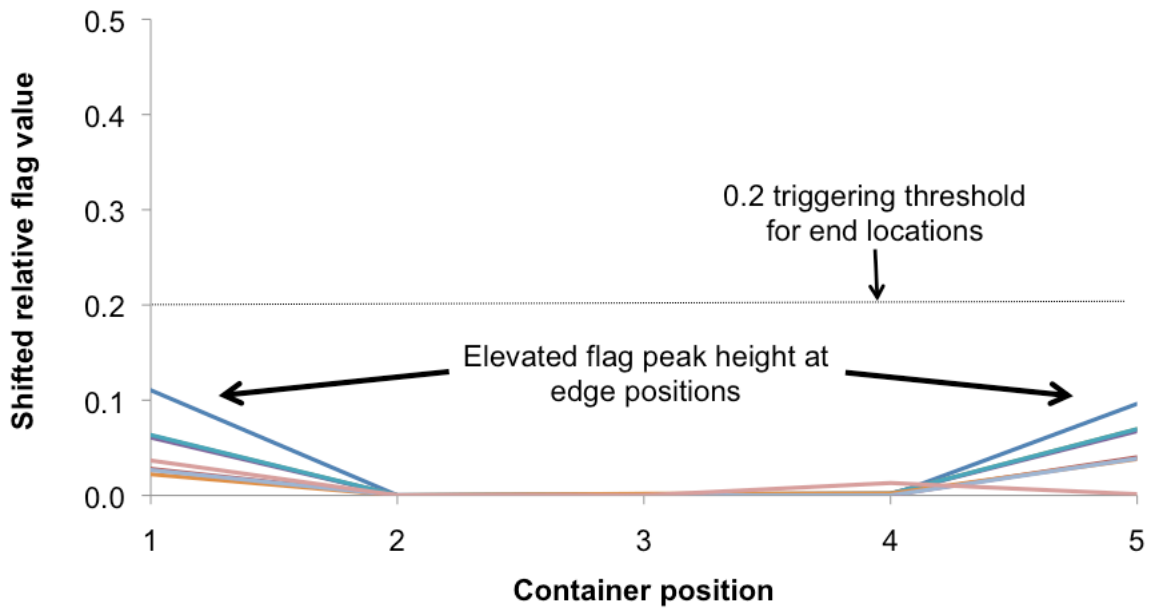 Shifted relative flag value
0.5
0.4
0.3
0.2
0.1
0.0
0.2 triggering threshold
for end locations
Elevated flag peak height at
edge positions
1
2
3
4
5
Container position